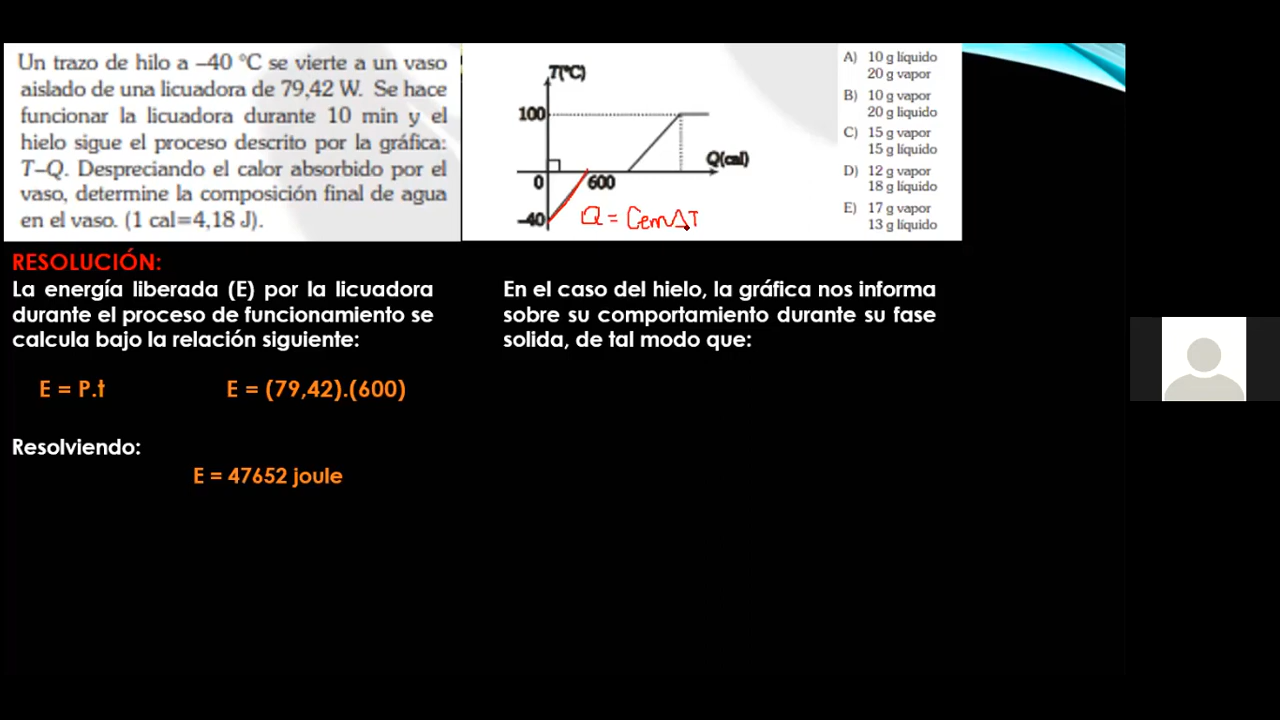 Un trazo de hilo a –40 °C se vierte a un vaso
aislado de una licuadora de 79,42 W. Se hace
funcionar la licuadora durante 10 min y el
hielo sigue el proceso descrito por la gráfica:
T–Q. Despreciando el calor absorbido por el
vaso, determine la composición final de agua
en el vaso. (1 cal=4,18 J).
T(°C)
100
Q(cal)
0
600
–40
Q = CemΔT
A) 10 g líquido
20 g vapor
B) 10 g vapor
20 g líquido
C) 15 g vapor
15 g líquido
D) 12 g vapor
18 g líquido
E) 17 g vapor
13 g líquido
RESOLUCIÓN:
La energía liberada (E) por la licuadora
durante el proceso de funcionamiento se
calcula bajo la relación siguiente:
E = P.t
E = (79,42).(600)
Resolviendo:
E = 47652 joule
En el caso del hielo, la gráfica nos informa
sobre su comportamiento durante su fase
solida, de tal modo que: